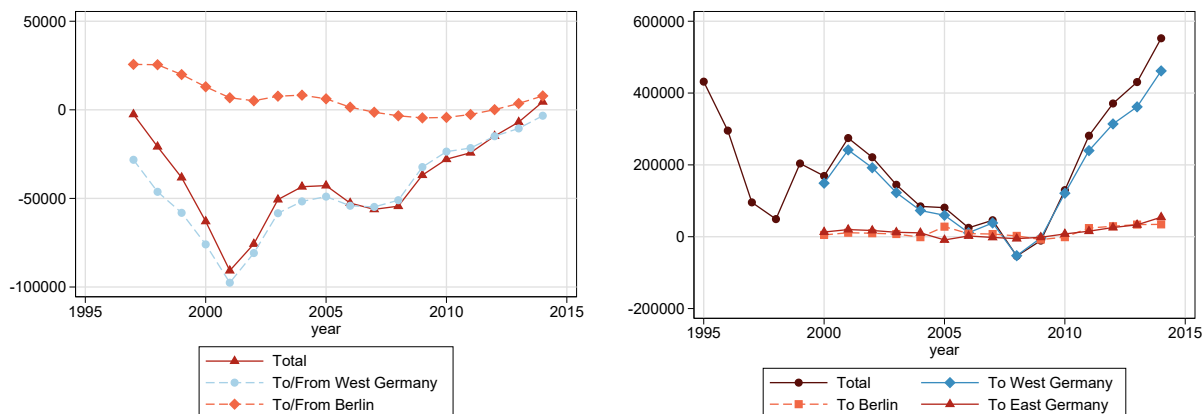 50000
0
-50000
-100000
1995 2000 2005 2010 2015
year
Total
To/From West Germany
To/From Berlin
600000
400000
200000
0
-200000
1995 2000 2005 2010 2015
year
Total To West Germany
To Berlin To East Germany